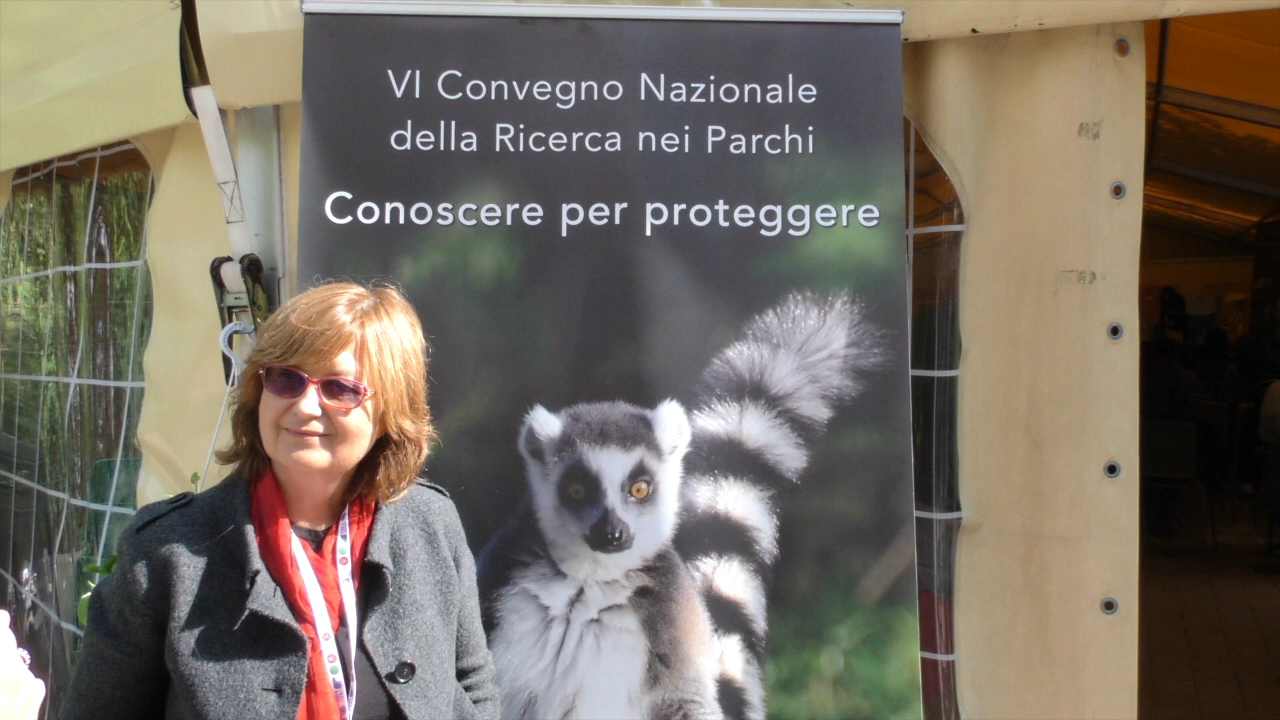 VI Convegno Nazionale
della Ricerca nei Parchi
Conoscere per proteggere